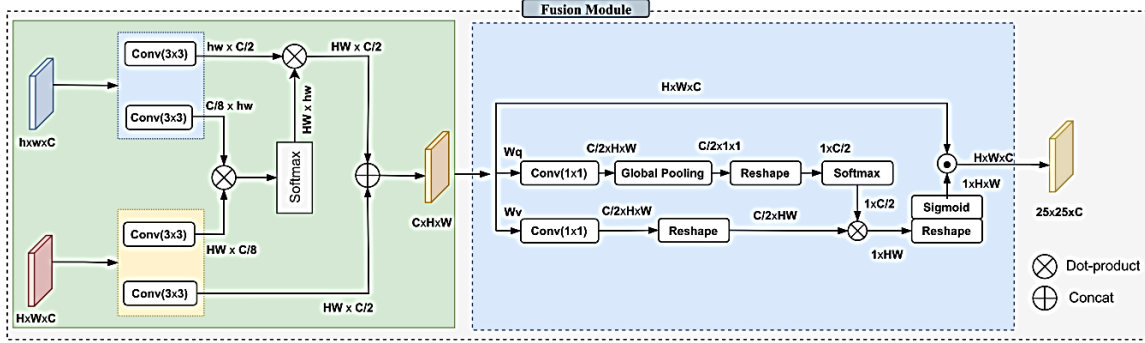 Fusion Module
Conv(3x3)
hw x C/2
HW x C/2
HxWxC
Conv(3x3)
C/8 x hw
HW x hw
hxwxC
Softmax
Wq
C/2xHxW
C/2x1x1
1xC/2
HxWxC
Conv(1x1)
Global Pooling
Reshape
Softmax
1xHxW
1xC/2
Sigmoid
Wv
C/2xHxW
C/2xHW
25x25xC
CxHxW
Conv(1x1)
Reshape
Reshape
Conv(3x3)
HW x C/8
1xHW
Dot-product
Conv(3x3)
HW x C/2
Concat
HxWxC